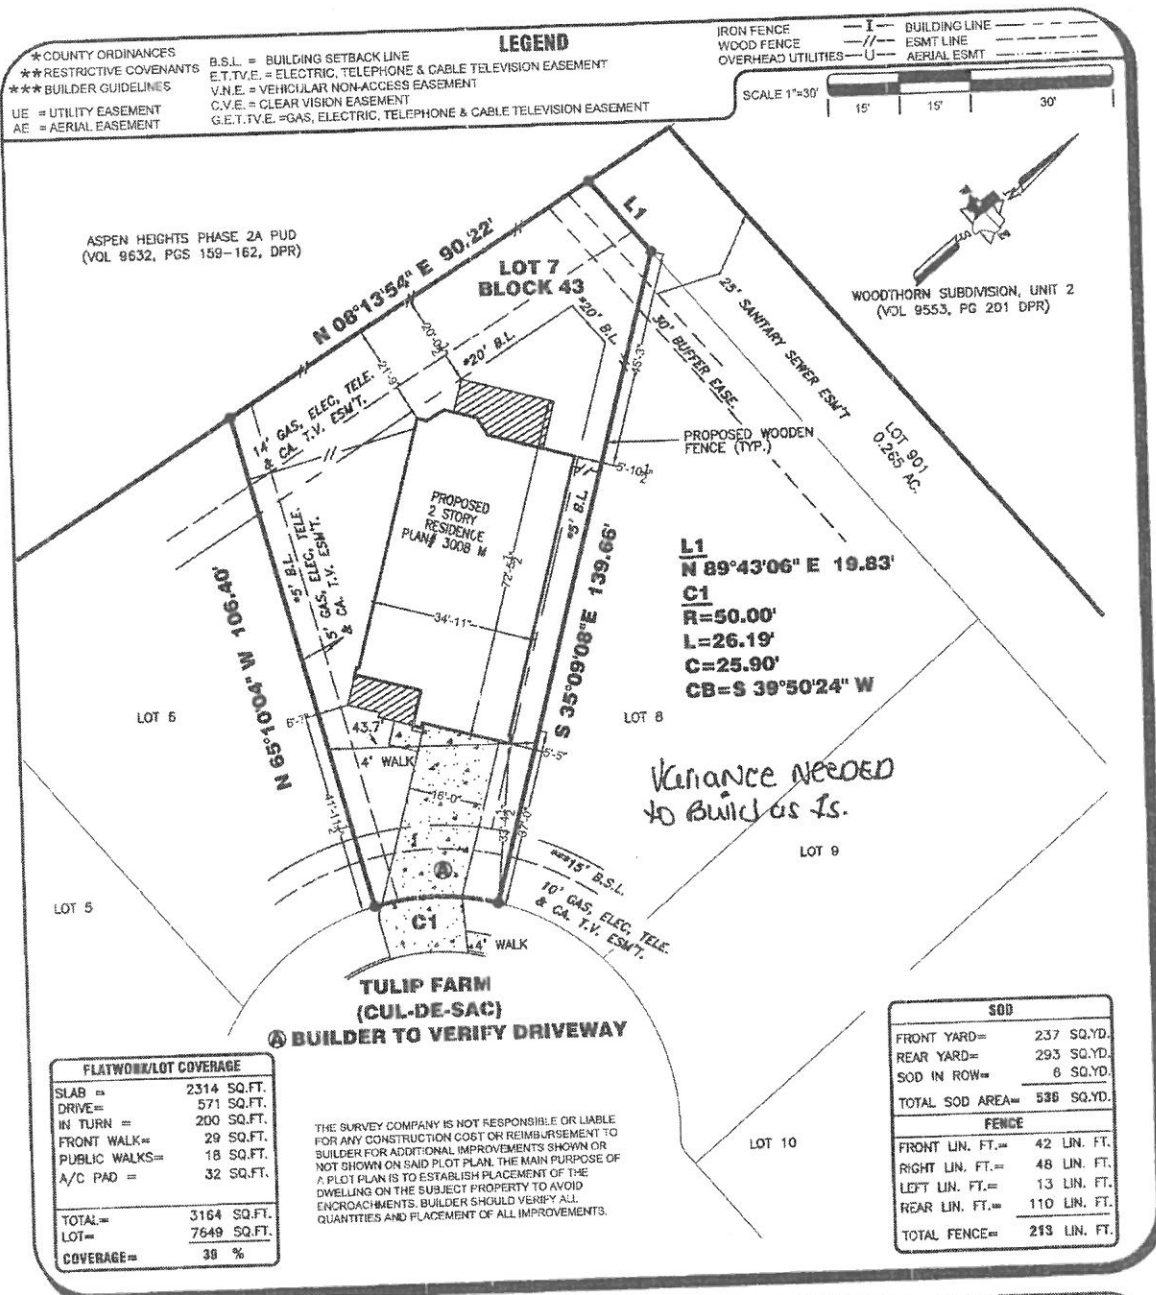 LEGEND
*COUNTY ORDINANCES
**RESTRICTIVE COVENANTS
***BUILDER GUIDELINES
UE = UTILITY EASEMENT
AE = AERIAL EASEMENT
B.S.L. = BUILDING SETBACK LINE
E.T.TV.E. = ELECTRIC, TELEPHONE & CABLE TELEVISION EASEMENT
V.N.E. = VEHICULAR NON-ACCESS EASEMENT
C.V.E. = CLEAR VISION EASEMENT
G.E.T.TV.E. =GAS, ELECTRIC, TELEPHONE & CABLE TELEVISION EASEMENT
IRON FENCE I
WOOD FENCE //
OVERHEAD UTILITIES U
BUILDING LINE
ESMT LINE
AERIAL ESMT
SCALE 1"=30'
15' 15' 30'
ASPEN HEIGHTS PHASE 2A PUD
(VOL 9632, PGS 159-162, DPR)
N 08°13'54" E 90.22'
L1
LOT 7
BLOCK 43
WOODTHORN SUBDIVISION, UNIT 2
(VOL 9553, PG 201 DPR)
25' SANITARY SEWER ESM'T
30' BUFFER EASE.
*20' B.L.
*20' B.L.
21'-9"
45'-3"
14' GAS, ELEC, TELE.
& CA. T.V. ESM'T.
LOT 901
0.265 AC.
PROPOSED WOODEN
FENCE (TYP.)
5'-10½"
PROPOSED
2 STORY
RESIDENCE
PLAN# 3008 M
*5' B.L.
*5' B.L.
5' GAS, ELEC, TELE.
& CA. T.V. ESM'T.
72'-5½"
34'-11"
N 65°10'04" W 106.40'
S 35°09'08"E 139.66'
L1
N 89°43'06" E 19.83'
C1
R=50.00'
L=26.19'
C=25.90'
CB=S 39°50'24" W
LOT 6
LOT 8
43.7'
4' WALK
5'-5"
16'-0"
41'-11½"
Variance Needed
to Build as Is.
LOT 9
LOT 5
A
***15' B.S.L.
10' GAS, ELEC, TELE.
& CA. T.V. ESM'T.
C1
4' WALK
TULIP FARM
(CUL-DE-SAC)
A BUILDER TO VERIFY DRIVEWAY
LOT 10
FLATWORK/LOT COVERAGE
SLAB = 2314 SQ.FT.
DRIVE= 571 SQ.FT.
IN TURN = 200 SQ.FT.
FRONT WALK= 29 SQ.FT.
PUBLIC WALKS= 18 SQ.FT.
A/C PAD = 32 SQ.FT.
TOTAL= 3164 SQ.FT.
LOT= 7649 SQ.FT.
COVERAGE= 39 %
THE SURVEY COMPANY IS NOT RESPONSIBLE OR LIABLE
FOR ANY CONSTRUCTION COST OR REIMBURSEMENT TO
BUILDER FOR ADDITIONAL IMPROVEMENTS SHOWN OR
NOT SHOWN ON SAID PLOT PLAN. THE MAIN PURPOSE OF
A PLOT PLAN IS TO ESTABLISH PLACEMENT OF THE
DWELLING ON THE SUBJECT PROPERTY TO AVOID
ENCROACHMENTS. BUILDER SHOULD VERIFY ALL
QUANTITIES AND PLACEMENT OF ALL IMPROVEMENTS.
SOD
FRONT YARD= 237 SQ.YD.
REAR YARD= 293 SQ.YD.
SOD IN ROW= 6 SQ.YD.
TOTAL SOD AREA= 536 SQ.YD.
FENCE
FRONT LIN. FT.= 42 LIN. FT.
RIGHT LIN. FT.= 48 LIN. FT.
LEFT LIN. FT.= 13 LIN. FT.
REAR LIN. FT.= 110 LIN. FT.
TOTAL FENCE= 213 LIN. FT.